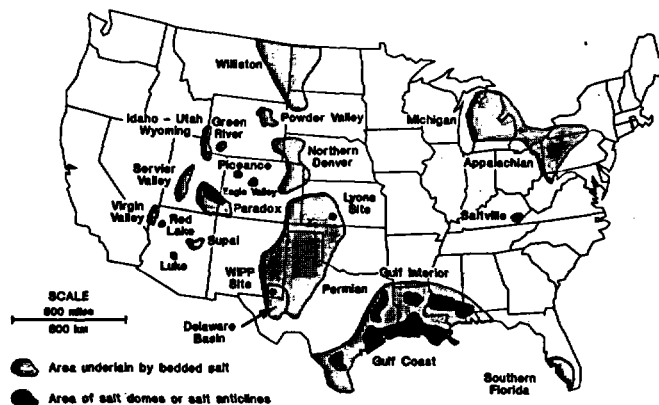 Williston
Michigan
Powder Valley
Idaho - Utah
Wyoming
Green
River
Northern
Denver
Appalachian
Piceance
Eagle Valley
Servier
Valley
Paradox
Lyons
Site
Saltville
Virgin
Valley
Red
Lake
Supai
Luke
WIPP
Site
Permian
Gulf Interior
SCALE
600 miles
600 km
Delaware
Basin
Gulf Coast
Southern
Florida
Area underlain by bedded salt
Area of salt domes or salt anticlines